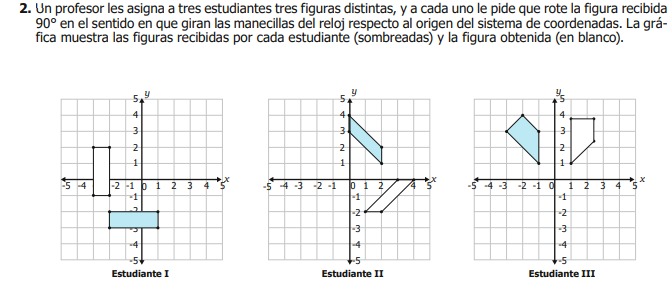 2. Un profesor les asigna a tres estudiantes tres figuras distintas, y a cada uno le pide que rote la figura recibida
90° en el sentido en que giran las manecillas del reloj respecto al origen del sistema de coordenadas. La grá-
fica muestra las figuras recibidas por cada estudiante (sombreadas) y la figura obtenida (en blanco).
y
5
4
3
2
1
-5 -4 -2 -1 0 1 2 3 4 5 x
-1
-2
-3
-4
-5
Estudiante I
y
5
4
3
2
1
-5 -4 -3 -2 -1 0 1 2 4 5 x
-1
-2
-3
-4
-5
Estudiante II
y
5
4
3
2
1
-5 -4 -3 -2 -1 0 1 2 3 4 5 x
-1
-2
-3
-4
-5
Estudiante III